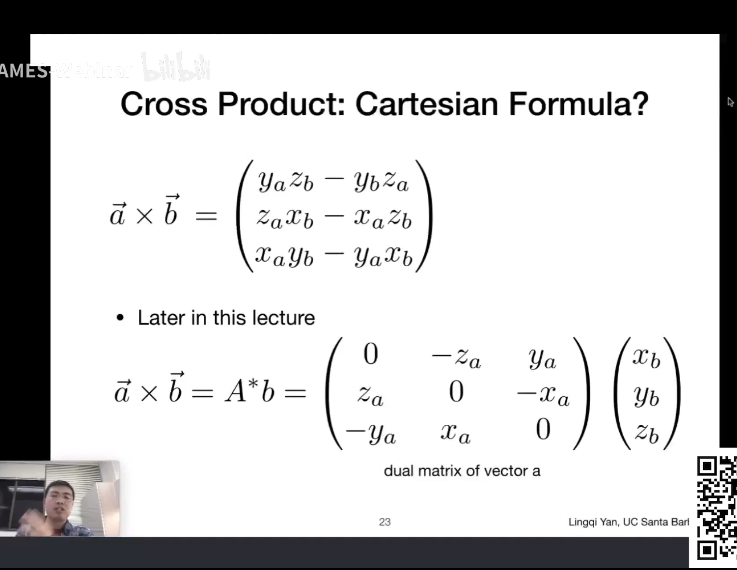 AMES-Webinar bilibili
Cross Product: Cartesian Formula?
$\vec{a} \times \vec{b} = \begin{pmatrix} y_a z_b - y_b z_a \\ z_a x_b - x_a z_b \\ x_a y_b - y_a x_b \end{pmatrix}$
• Later in this lecture
$\vec{a} \times \vec{b} = A^* b = \begin{pmatrix} 0 & -z_a & y_a \\ z_a & 0 & -x_a \\ -y_a & x_a & 0 \end{pmatrix} \begin{pmatrix} x_b \\ y_b \\ z_b \end{pmatrix}$
dual matrix of vector a
23
Lingqi Yan, UC Santa Bar